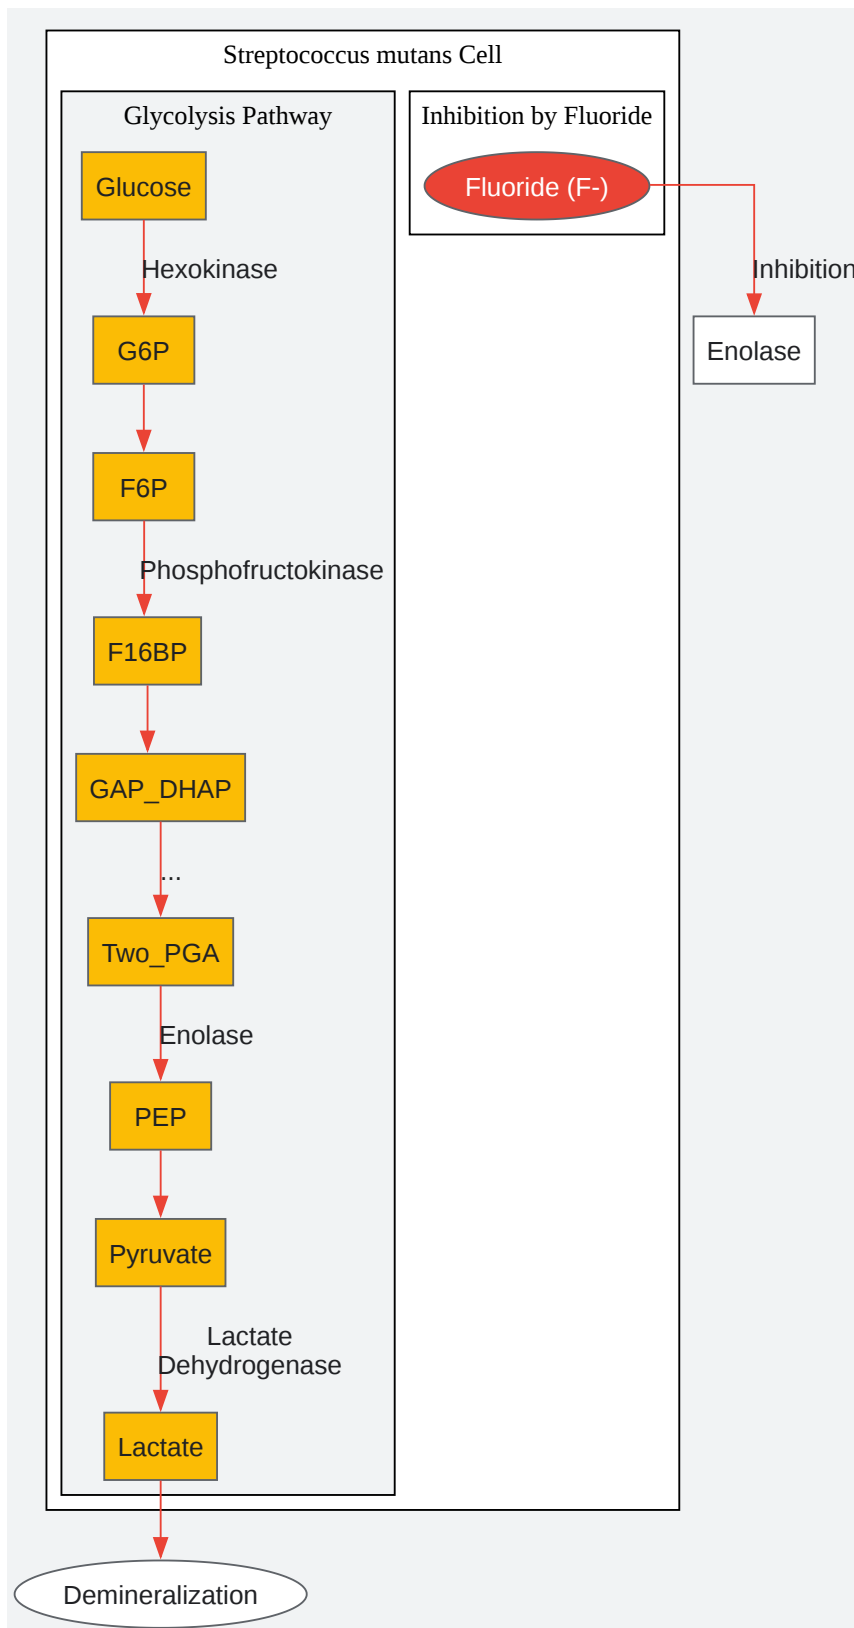 Streptococcus mutans Cell
Glycolysis Pathway
Inhibition by Fluoride
Glucose
Fluoride (F-)
Hexokinase
Inhibition
G6P
Enolase
F6P
Phosphofructokinase
F16BP
GAP_DHAP
...
Two_PGA
Enolase
PEP
Pyruvate
Lactate
Dehydrogenase
Lactate
Demineralization